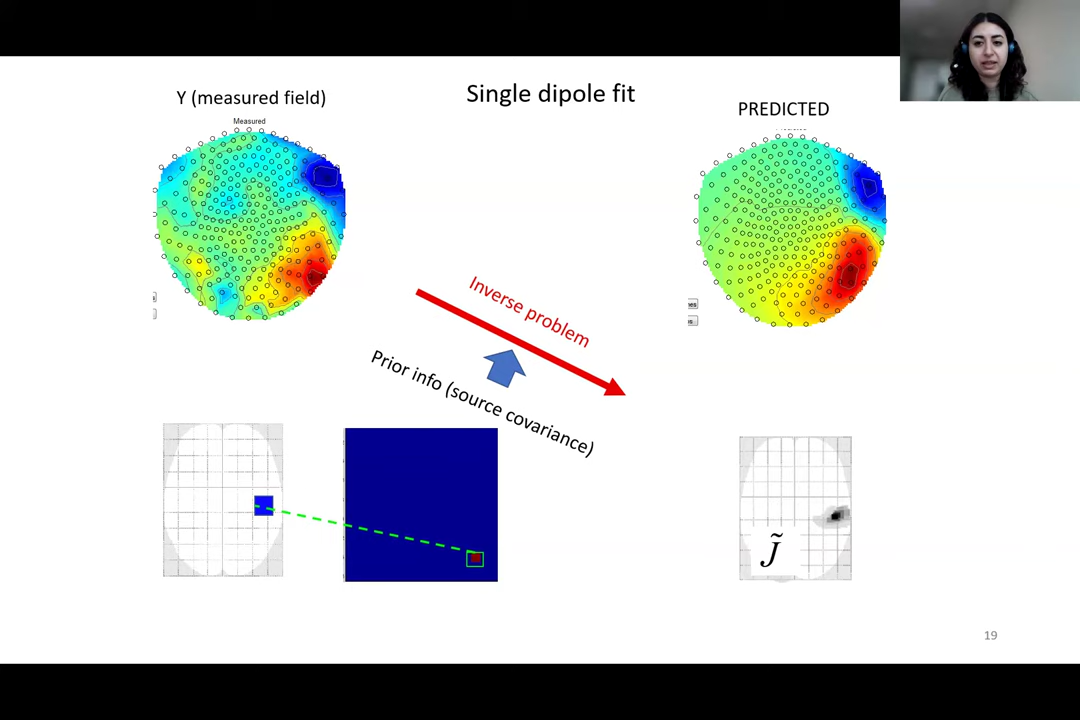 Single dipole fit
Y (measured field)
Measured
PREDICTED
Inverse problem
Prior info (source covariance)
J̃
19